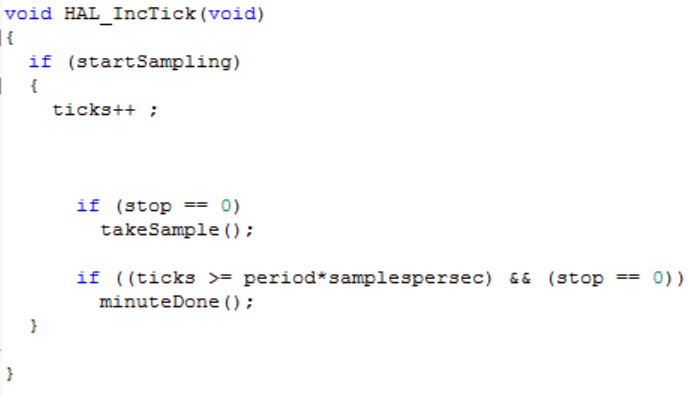 void HAL_IncTick(void)
{
if (startSampling)
{
ticks++ ;
if (stop == 0)
takeSample();
if ((ticks >= period*samplespersec) && (stop == 0))
minuteDone();
}
}